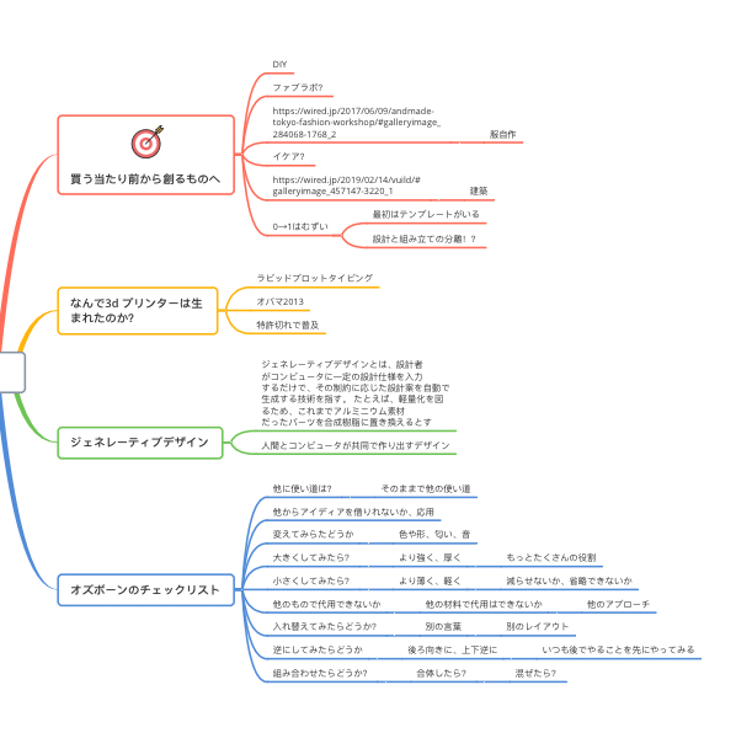 買う当たり前から創るものへ
DIY
ファブラボ?
https://wired.jp/2017/06/09/andmade-
tokyo-fashion-workshop/#galleryimage_
284068-1768_2
服自作
イケア?
https://wired.jp/2019/02/14/vuild/#
galleryimage_457147-3220_1
建築
0→1はむずい
最初はテンプレートがいる
設計と組み立ての分離！？
なんで3d プリンターは生
まれたのか?
ラビッドプロットタイピング
オバマ2013
特許切れで普及
ジェネレーティブデザイン
ジェネレーティブデザインとは、設計者
がコンピュータに一定の設計仕様を入力
するだけで、その制約に応じた設計案を自動で
生成する技術を指す。 たとえば、軽量化を図
るため、これまでアルミニウム素材
だったパーツを合成樹脂に置き換えるとす
人間とコンピュータが共同で作り出すデザイン
オズボーンのチェックリスト
他に使い道は?
そのままで他の使い道
他からアイディアを借りれないか、応用
変えてみらたどうか
色や形、匂い、音
大きくしてみたら?
より強く、厚く
もっとたくさんの役割
小さくしてみたら?
より薄く、軽く
減らせないか、省略できないか
他のもので代用できないか
他の材料で代用はできないか
他のアプローチ
入れ替えてみたらどうか?
別の言葉
別のレイアウト
逆にしてみたらどうか
後ろ向きに、上下逆に
いつも後でやることを先にやってみる
組み合わせたらどうか?
合体したら?
混ぜたら?